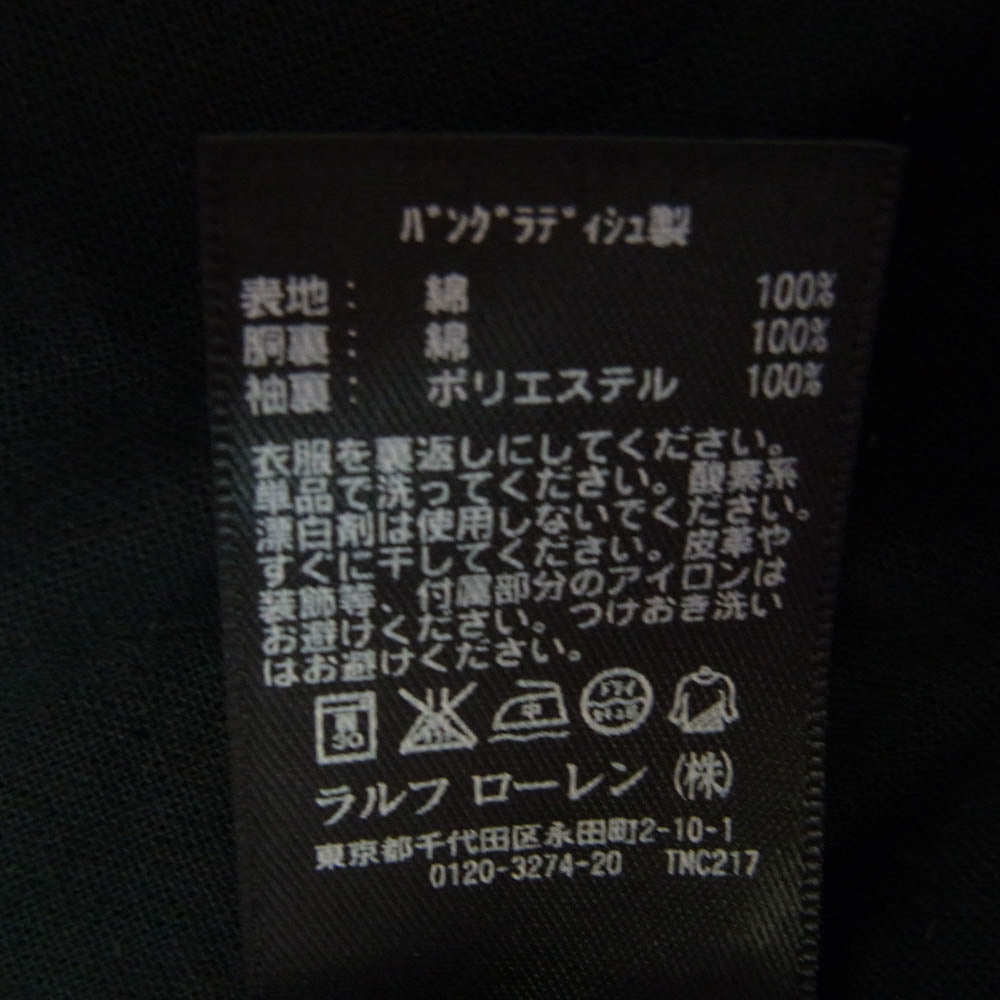 ﾊﾞﾝｸﾞﾗﾃﾞｨｼｭ製
表地： 綿 100%
胴裏： 綿 100%
袖裏： ポリエステル 100%
衣服を裏返しにしてください。
単品で洗ってください。酸素系
漂白剤は使用しないでください。
すぐに干してください。皮革や
装飾等、付属部分のアイロンは
お避けください。つけおき洗い
はお避けください。
30
中
ドライ
ラルフ ローレン (株)
東京都千代田区永田町2-10-1
0120-3274-20 TMC217